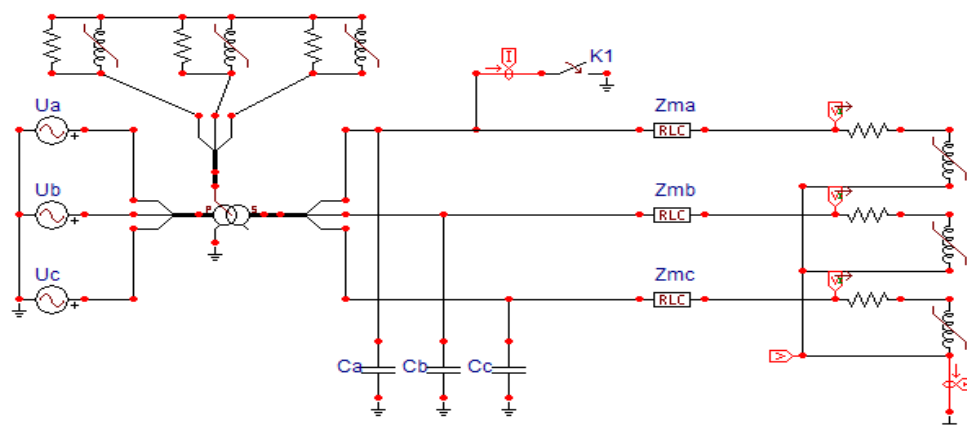 K1
I
Ua
Zma
RLC
V
Ub
Zmb
P
S
RLC
V
Uc
Zmc
RLC
V
+
+
+
V
Ca
Cb
Cc